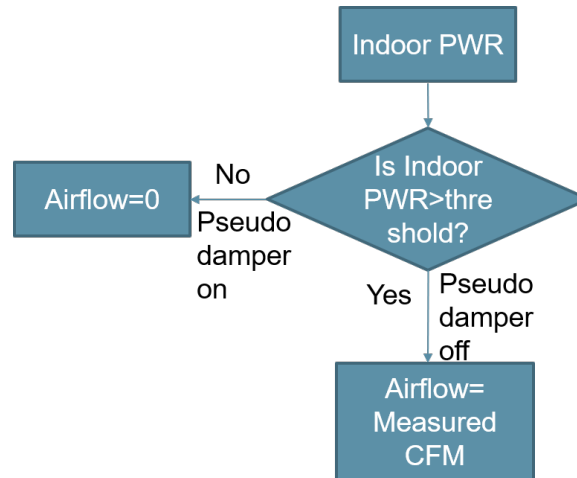 Indoor PWR
Is Indoor
PWR>thre
shold?
No
Airflow=0
Pseudo
damper
on
Yes
Pseudo
damper
off
Airflow=
Measured
CFM